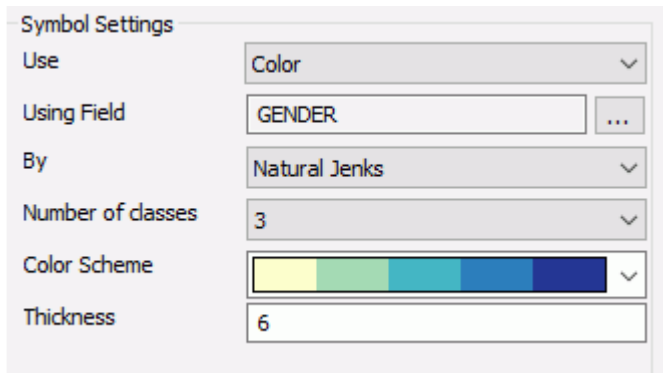 Symbol Settings
Use Color
Using Field GENDER ...
By Natural Jenks
Number of classes 3
Color Scheme
Thickness 6